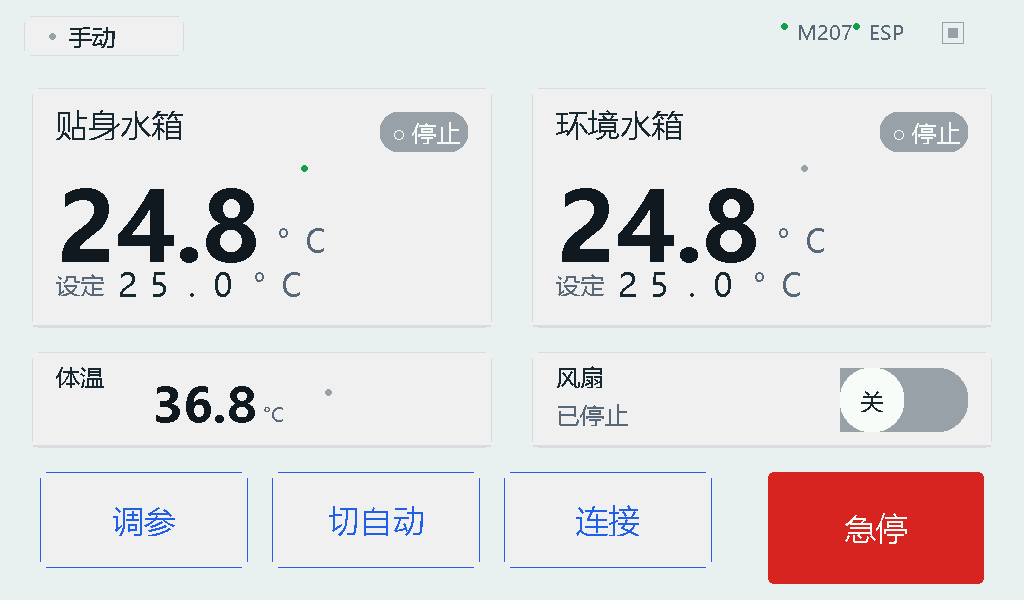 手动
M207 ESP
贴身水箱
停止
24.8 °C
设定 25.0 °C
环境水箱
停止
24.8 °C
设定 25.0 °C
体温
36.8 °C
风扇
已停止
关
调参
切自动
连接
急停